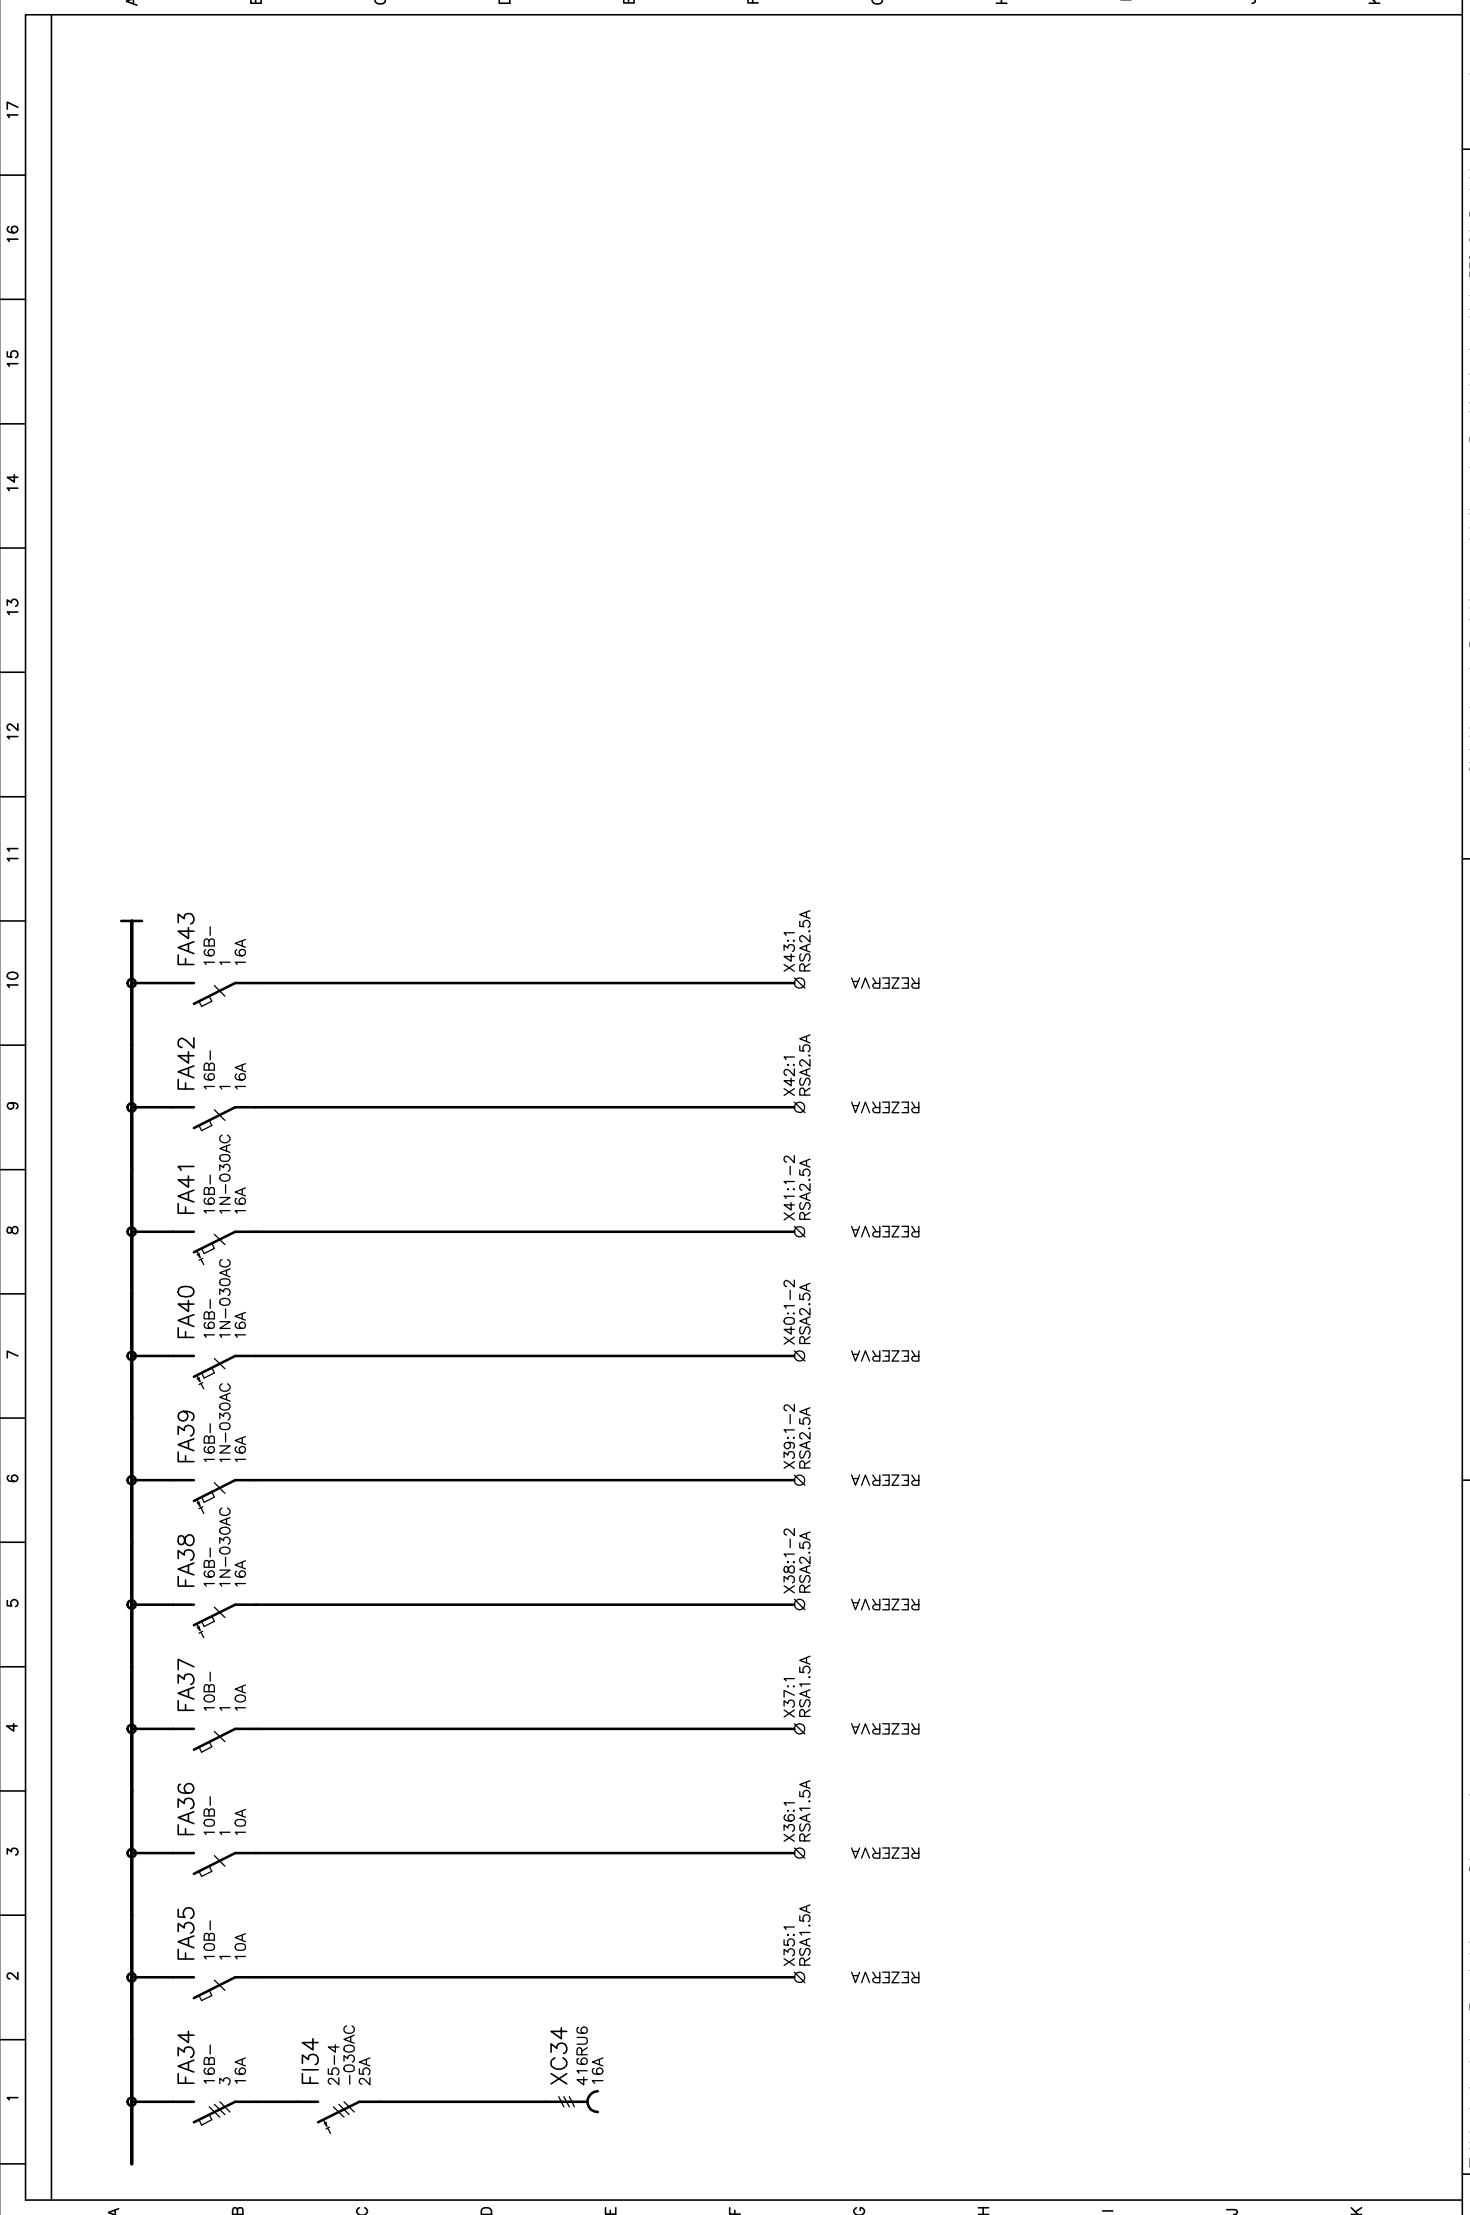 1 2 3 4 5 6 7 8 9 10 11 12 13 14 15 16 17
A
B
C
D
E
F
G
H
I
J
K
FA34
16B-
3
16A
FI34
25-4
-030AC
25A
XC34
416RU6
16A
FA35
10B-
1
10A
X35:1
RSA1.5A
REZERVA
FA36
10B-
1
10A
X36:1
RSA1.5A
REZERVA
FA37
10B-
1
10A
X37:1
RSA1.5A
REZERVA
FA38
16B-
1N-030AC
16A
X38:1-2
RSA2.5A
REZERVA
FA39
16B-
1N-030AC
16A
X39:1-2
RSA2.5A
REZERVA
FA40
16B-
1N-030AC
16A
X40:1-2
RSA2.5A
REZERVA
FA41
16B-
1N-030AC
16A
X41:1-2
RSA2.5A
REZERVA
FA42
16B-
1
16A
X42:1
RSA2.5A
REZERVA
FA43
16B-
1
16A
X43:1
RSA2.5A
REZERVA